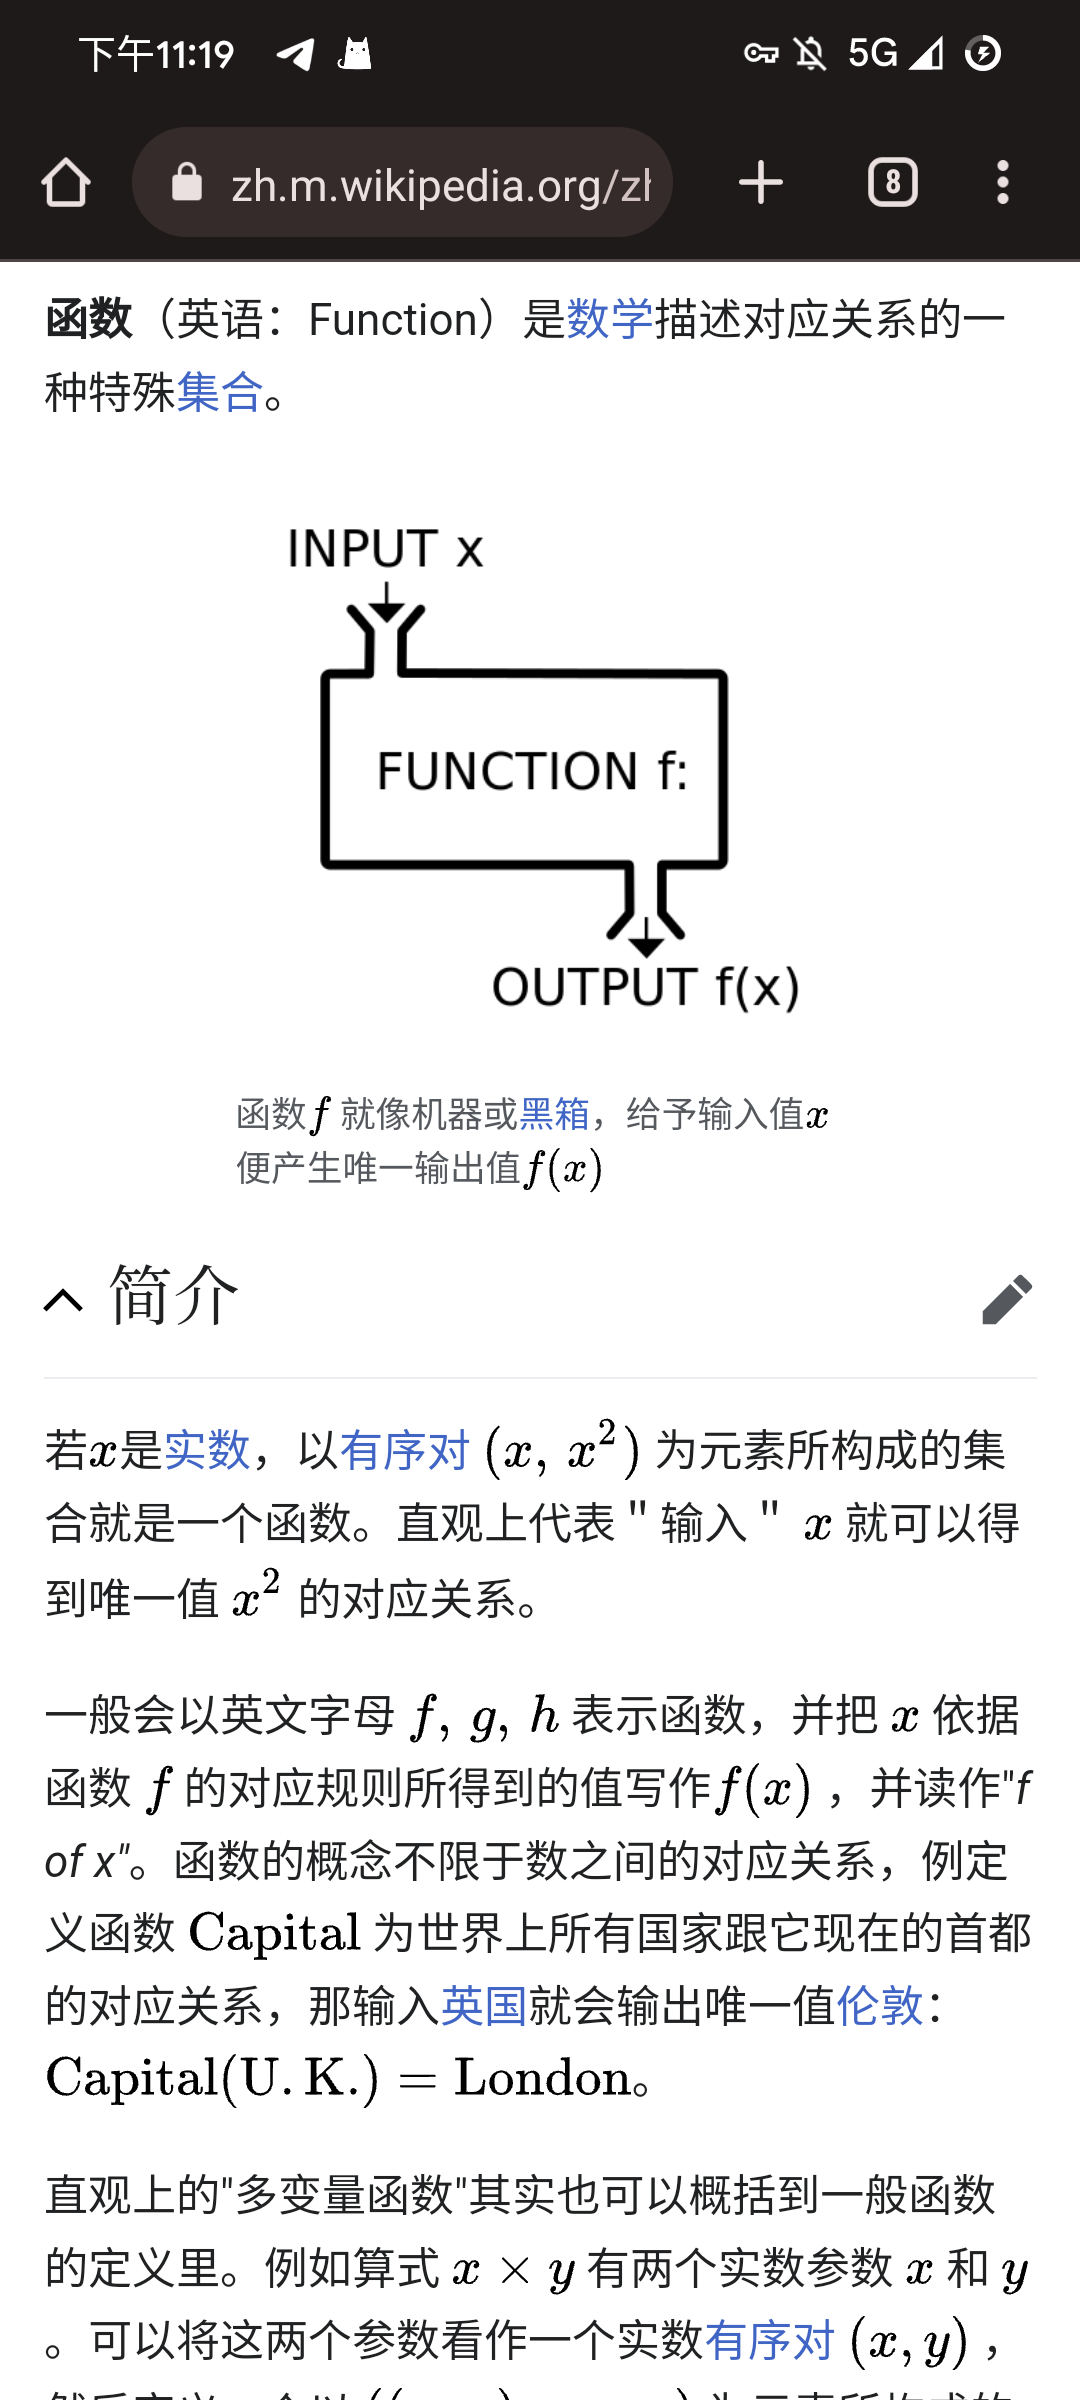 下午11:19 5G
zh.m.wikipedia.org/zl 8
函数（英语：Function）是数学描述对应关系的一
种特殊集合。
INPUT x
FUNCTION f:
OUTPUT f(x)
函数f 就像机器或黑箱，给予输入值x
便产生唯一输出值f(x)
简介
若x是实数，以有序对 (x, x²) 为元素所构成的集
合就是一个函数。直观上代表＂输入＂ x 就可以得
到唯一值 x² 的对应关系。
一般会以英文字母 f, g, h 表示函数，并把 x 依据
函数 f 的对应规则所得到的值写作f(x) ，并读作"f
of x"。函数的概念不限于数之间的对应关系，例定
义函数 Capital 为世界上所有国家跟它现在的首都
的对应关系，那输入英国就会输出唯一值伦敦：
Capital(U. K.) = London。
直观上的"多变量函数"其实也可以概括到一般函数
的定义里。例如算式 x × y 有两个实数参数 x 和 y
。可以将这两个参数看作一个实数有序对 (x, y) ，